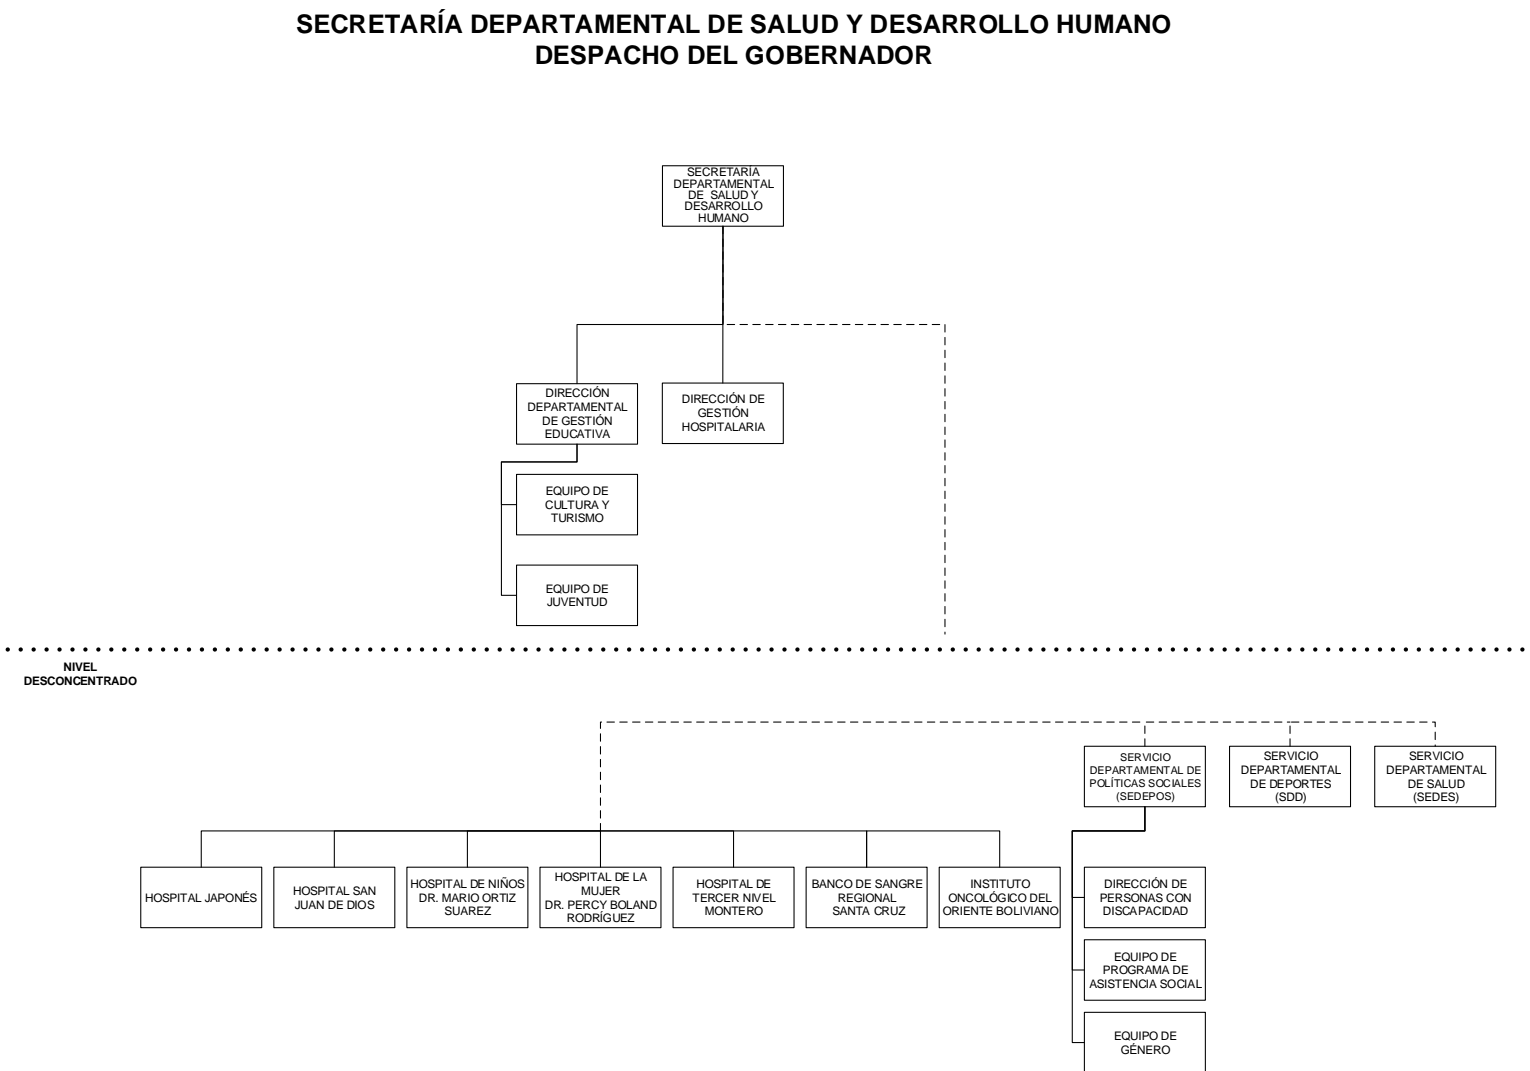 SECRETARÍA DEPARTAMENTAL DE SALUD Y DESARROLLO HUMANO
DESPACHO DEL GOBERNADOR
SECRETARÍA
DEPARTAMENTAL
DE SALUD Y
DESARROLLO
HUMANO
DIRECCIÓN
DEPARTAMENTAL
DE GESTIÓN
EDUCATIVA
DIRECCIÓN DE
GESTIÓN
HOSPITALARIA
EQUIPO DE
CULTURA Y
TURISMO
EQUIPO DE
JUVENTUD
NIVEL
DESCONCENTRADO
SERVICIO
DEPARTAMENTAL DE
POLÍTICAS SOCIALES
(SEDEPOS)
SERVICIO
DEPARTAMENTAL
DE DEPORTES
(SDD)
SERVICIO
DEPARTAMENTAL
DE SALUD
(SEDES)
HOSPITAL JAPONÉS
HOSPITAL SAN
JUAN DE DIOS
HOSPITAL DE NIÑOS
DR. MARIO ORTIZ
SUAREZ
HOSPITAL DE LA
MUJER
DR. PERCY BOLAND
RODRÍGUEZ
HOSPITAL DE
TERCER NIVEL
MONTERO
BANCO DE SANGRE
REGIONAL
SANTA CRUZ
INSTITUTO
ONCOLÓGICO DEL
ORIENTE BOLIVIANO
DIRECCIÓN DE
PERSONAS CON
DISCAPACIDAD
EQUIPO DE
PROGRAMA DE
ASISTENCIA SOCIAL
EQUIPO DE
GÉNERO